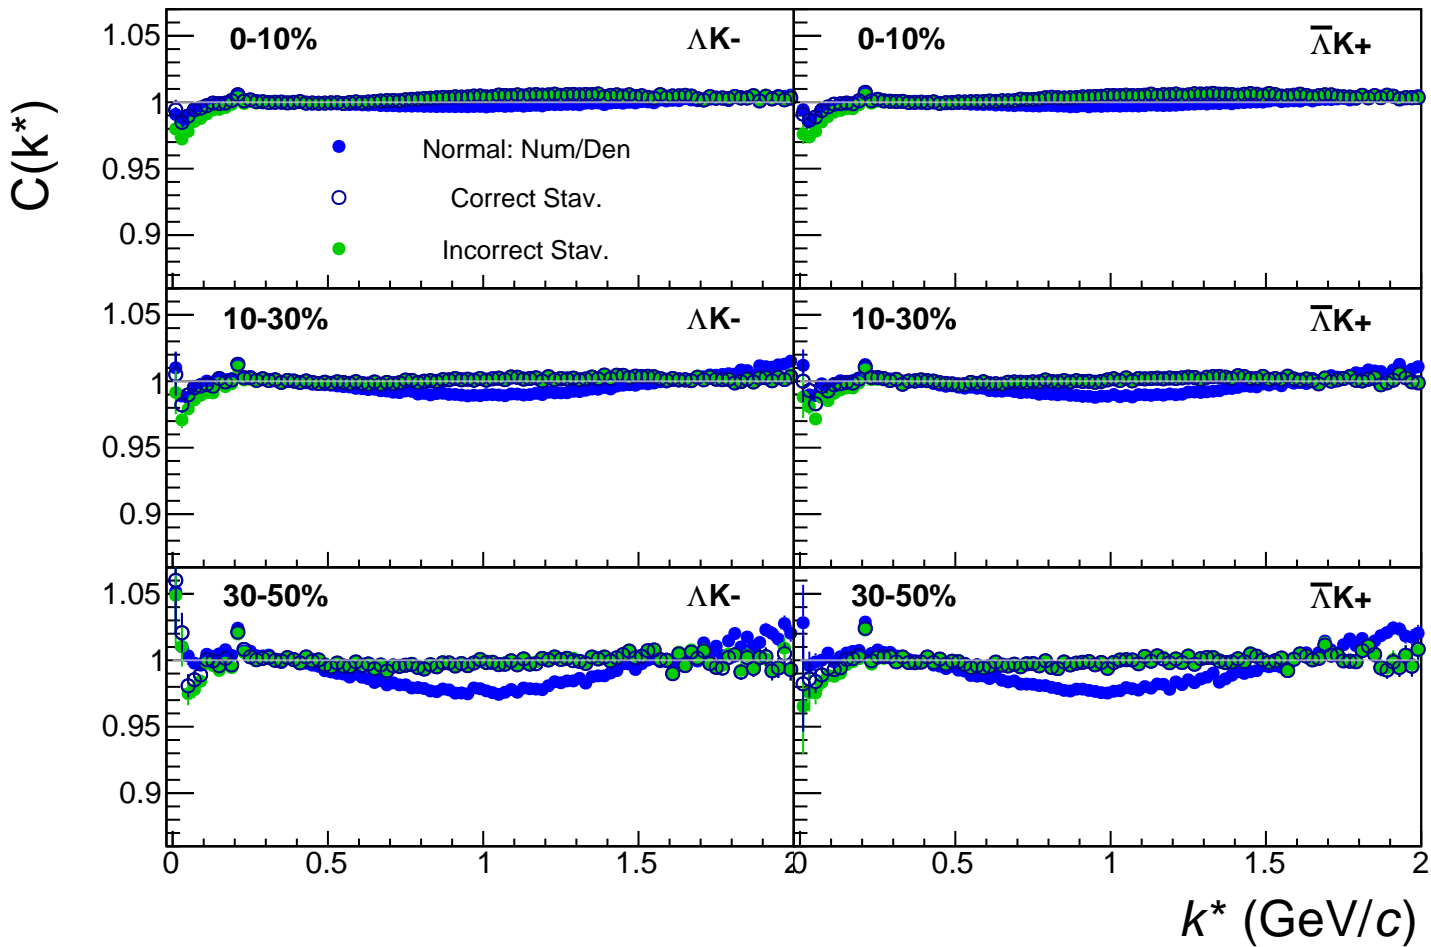 C(k*)
1.05
1
0.95
0.9
0-10%
ΛK-
Normal: Num/Den
Correct Stav.
Incorrect Stav.
0-10%
Λ̅K+
1.05
1
0.95
0.9
10-30%
ΛK-
10-30%
Λ̅K+
1.05
1
0.95
0.9
30-50%
ΛK-
30-50%
Λ̅K+
0 0.5 1 1.5 2
0 0.5 1 1.5 2
k* (GeV/c)